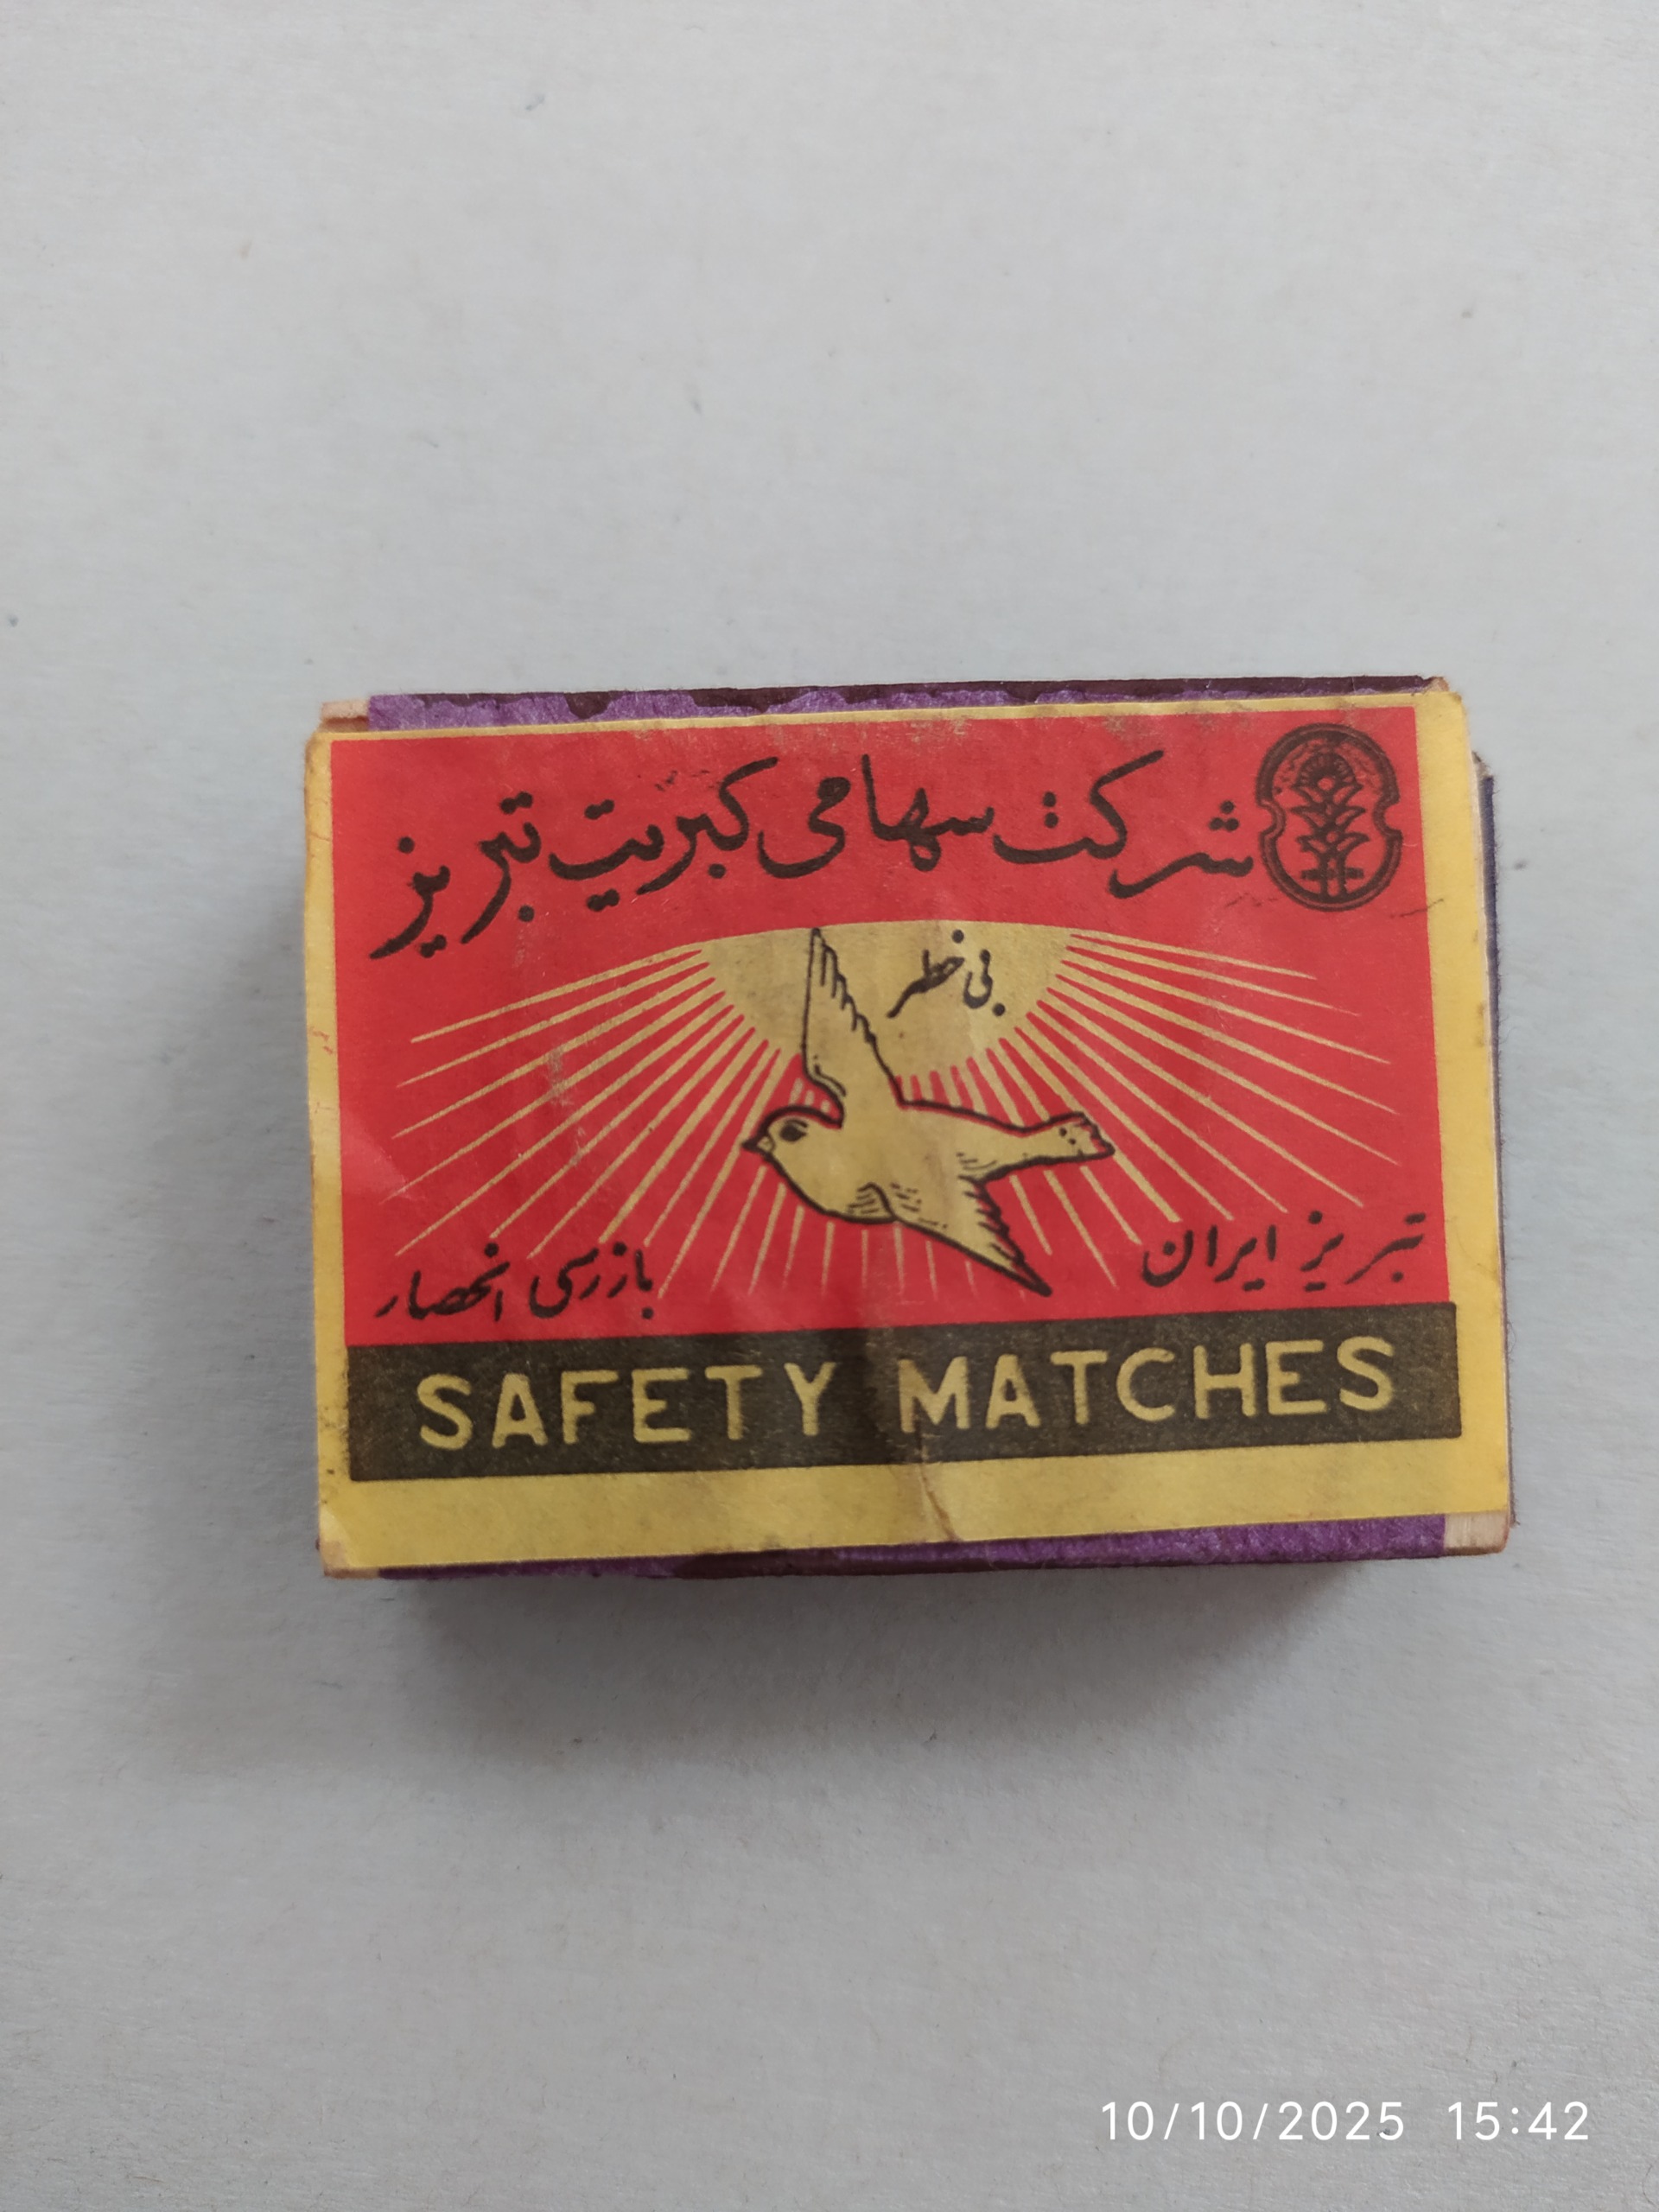 شرکت سهامی کبریت تبریز
بی خطر
تبریز ایران
بازرسی انحصار
SAFETY MATCHES
10/10/2025 15:42